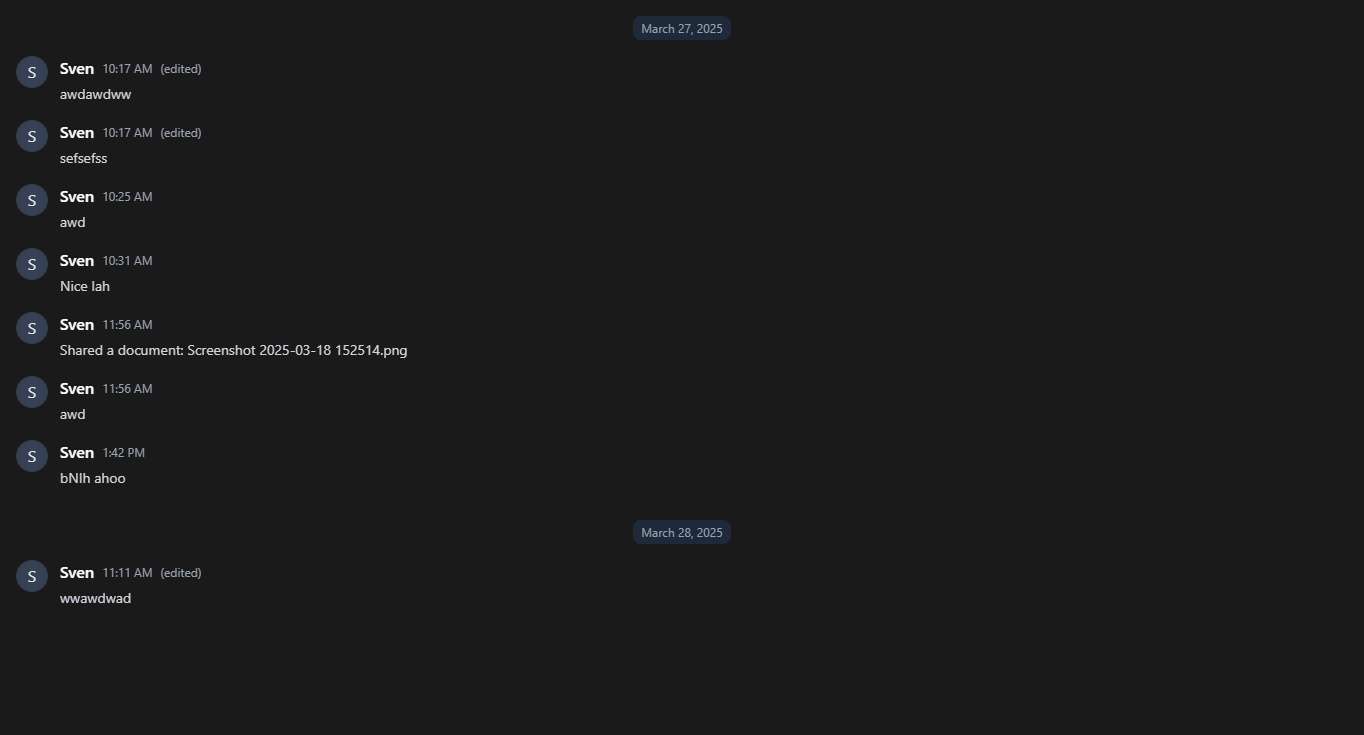 March 27, 2025
S
Sven 10:17 AM (edited)
awdawdww
S
Sven 10:17 AM (edited)
sefsefss
S
Sven 10:25 AM
awd
S
Sven 10:31 AM
Nice lah
S
Sven 11:56 AM
Shared a document: Screenshot 2025-03-18 152514.png
S
Sven 11:56 AM
awd
S
Sven 1:42 PM
bNIh ahoo
March 28, 2025
S
Sven 11:11 AM (edited)
wwawdwad